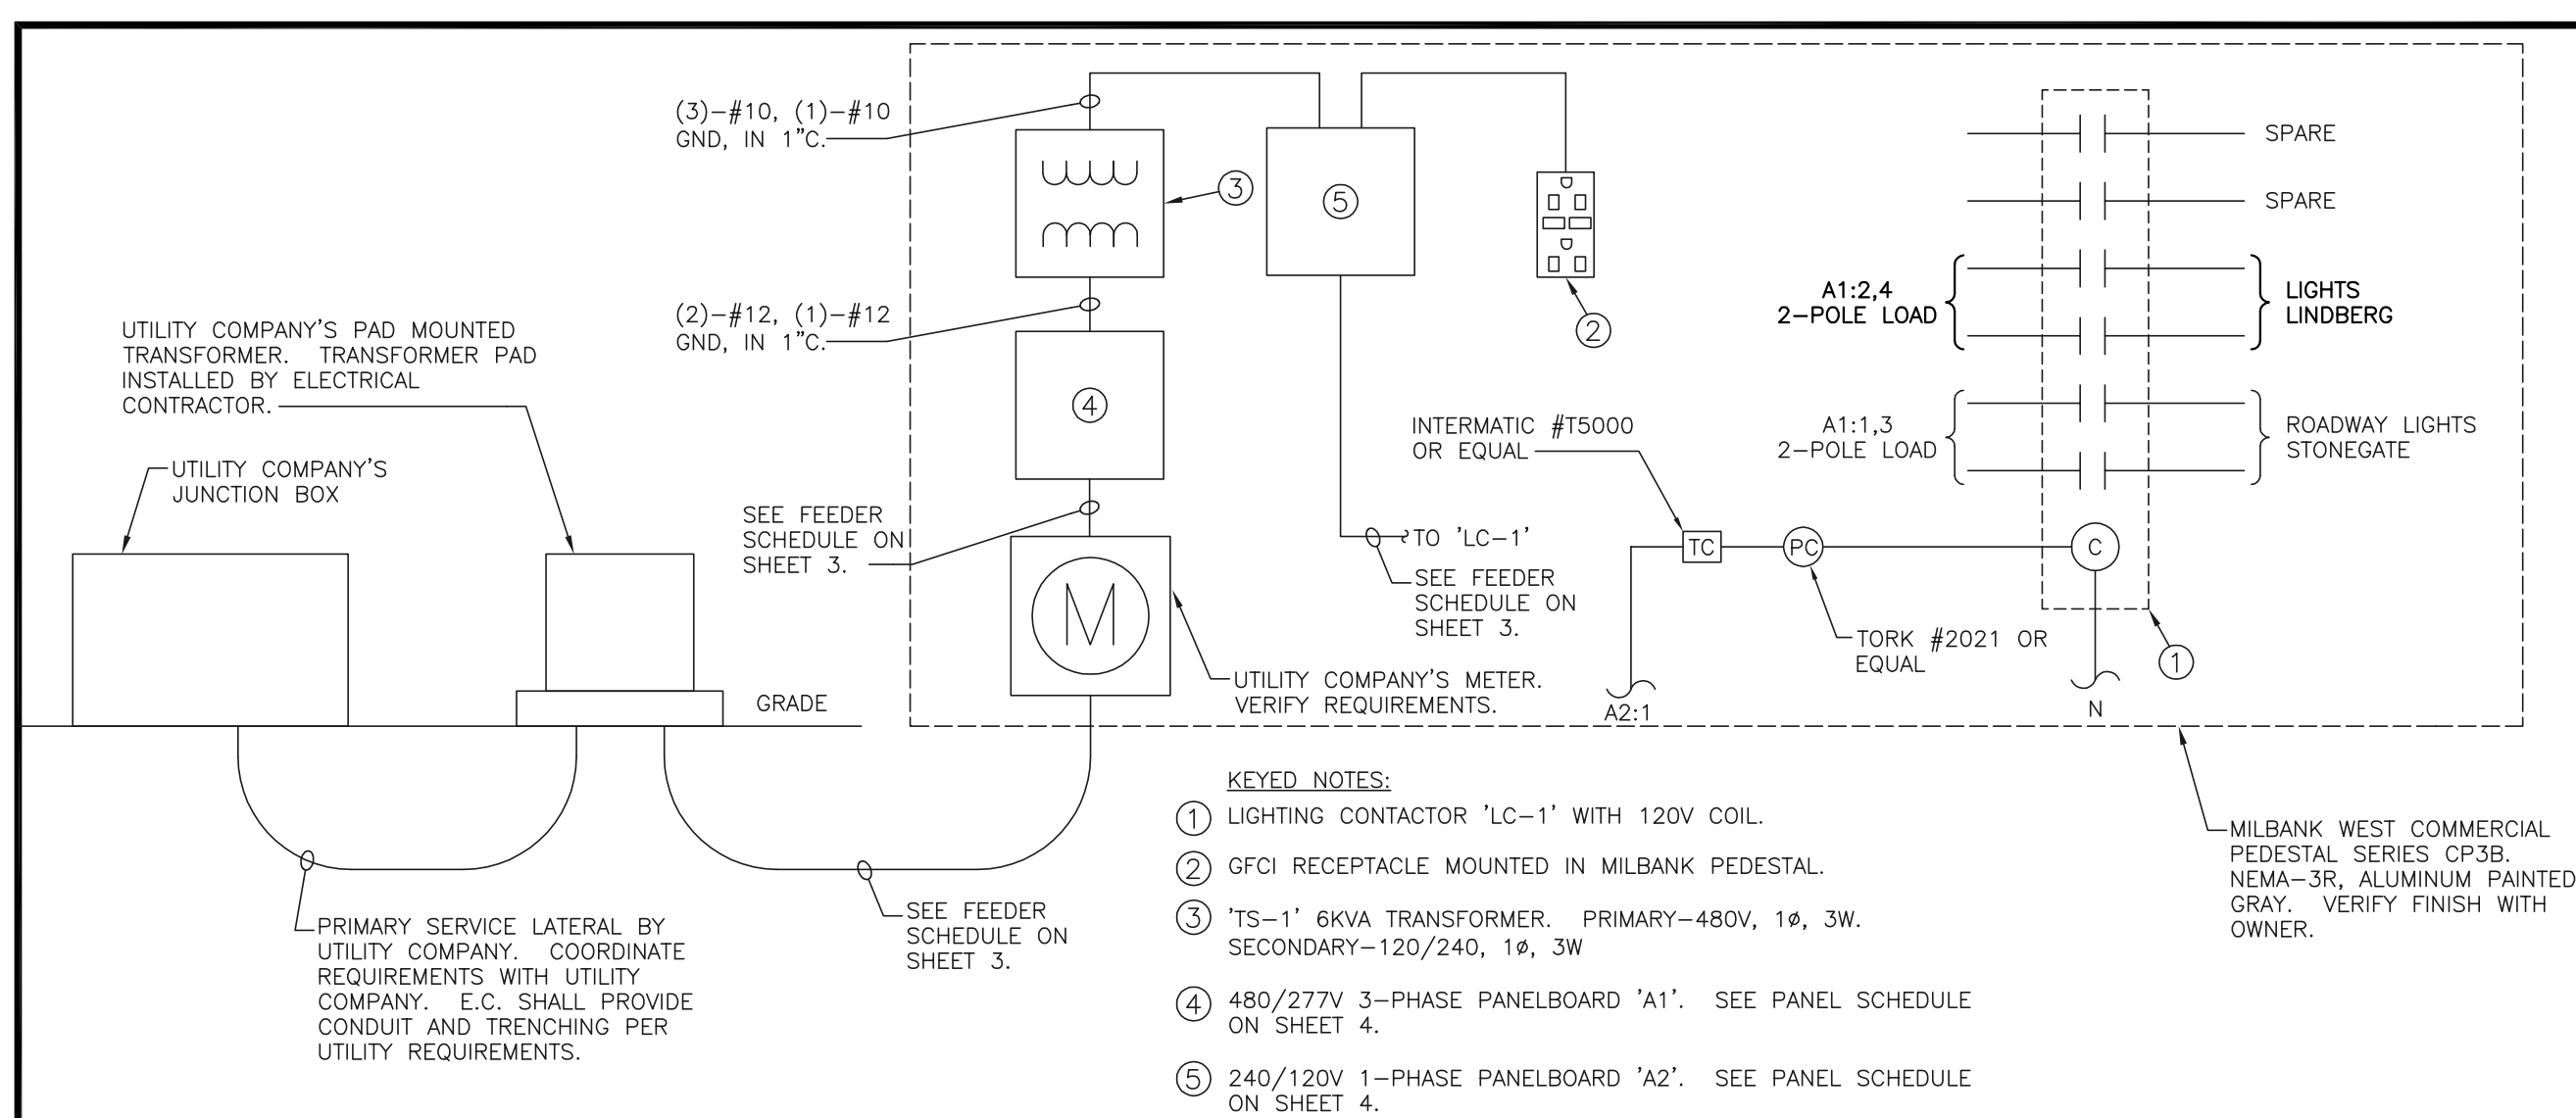 (3)-#10, (1)-#10
GND, IN 1"C.
3
5
2
SPARE
SPARE
A1:2,4
2-POLE LOAD
LIGHTS
LINDBERG
(2)-#12, (1)-#12
GND, IN 1"C.
4
UTILITY COMPANY'S PAD MOUNTED
TRANSFORMER. TRANSFORMER PAD
INSTALLED BY ELECTRICAL
CONTRACTOR.
UTILITY COMPANY'S
JUNCTION BOX
INTERMATIC #T5000
OR EQUAL
A1:1,3
2-POLE LOAD
ROADWAY LIGHTS
STONEGATE
SEE FEEDER
SCHEDULE ON
SHEET 3.
TO 'LC-1'
SEE FEEDER
SCHEDULE ON
SHEET 3.
TC
PC
C
M
TORK #2021 OR
EQUAL
1
UTILITY COMPANY'S METER.
VERIFY REQUIREMENTS.
GRADE
A2:1
N
KEYED NOTES:
1 LIGHTING CONTACTOR 'LC-1' WITH 120V COIL.
2 GFCI RECEPTACLE MOUNTED IN MILBANK PEDESTAL.
3 'TS-1' 6KVA TRANSFORMER. PRIMARY-480V, 1ø, 3W.
SECONDARY-120/240, 1ø, 3W
4 480/277V 3-PHASE PANELBOARD 'A1'. SEE PANEL SCHEDULE
ON SHEET 4.
5 240/120V 1-PHASE PANELBOARD 'A2'. SEE PANEL SCHEDULE
ON SHEET 4.
MILBANK WEST COMMERCIAL
PEDESTAL SERIES CP3B.
NEMA-3R, ALUMINUM PAINTED
GRAY. VERIFY FINISH WITH
OWNER.
SEE FEEDER
SCHEDULE ON
SHEET 3.
PRIMARY SERVICE LATERAL BY
UTILITY COMPANY. COORDINATE
REQUIREMENTS WITH UTILITY
COMPANY. E.C. SHALL PROVIDE
CONDUIT AND TRENCHING PER
UTILITY REQUIREMENTS.